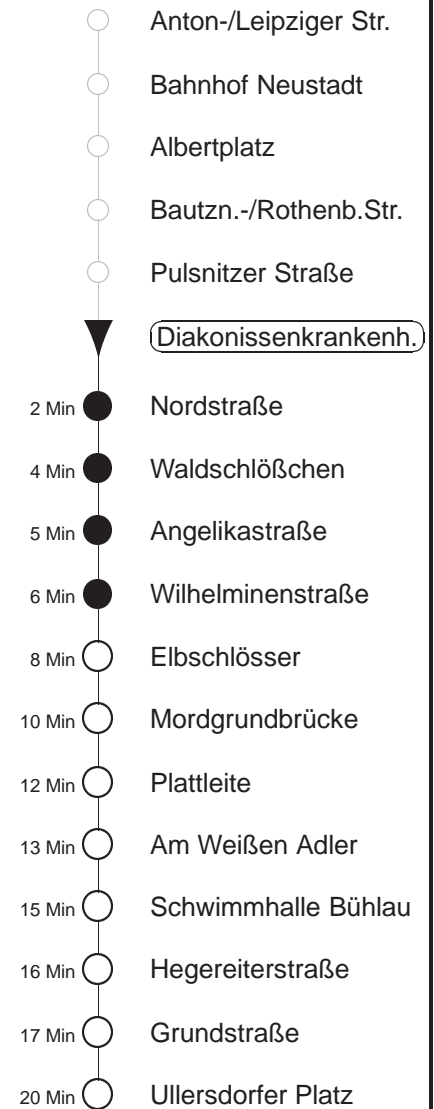 Anton-/Leipziger Str.
Bahnhof Neustadt
Albertplatz
Bautzn.-/Rothenb.Str.
Pulsnitzer Straße
Diakonissenkrankenh.
2 Min Nordstraße
4 Min Waldschlößchen
5 Min Angelikastraße
6 Min Wilhelminenstraße
8 Min Elbschlösser
10 Min Mordgrundbrücke
12 Min Plattleite
13 Min Am Weißen Adler
15 Min Schwimmhalle Bühlau
16 Min Hegereiterstraße
17 Min Grundstraße
20 Min Ullersdorfer Platz